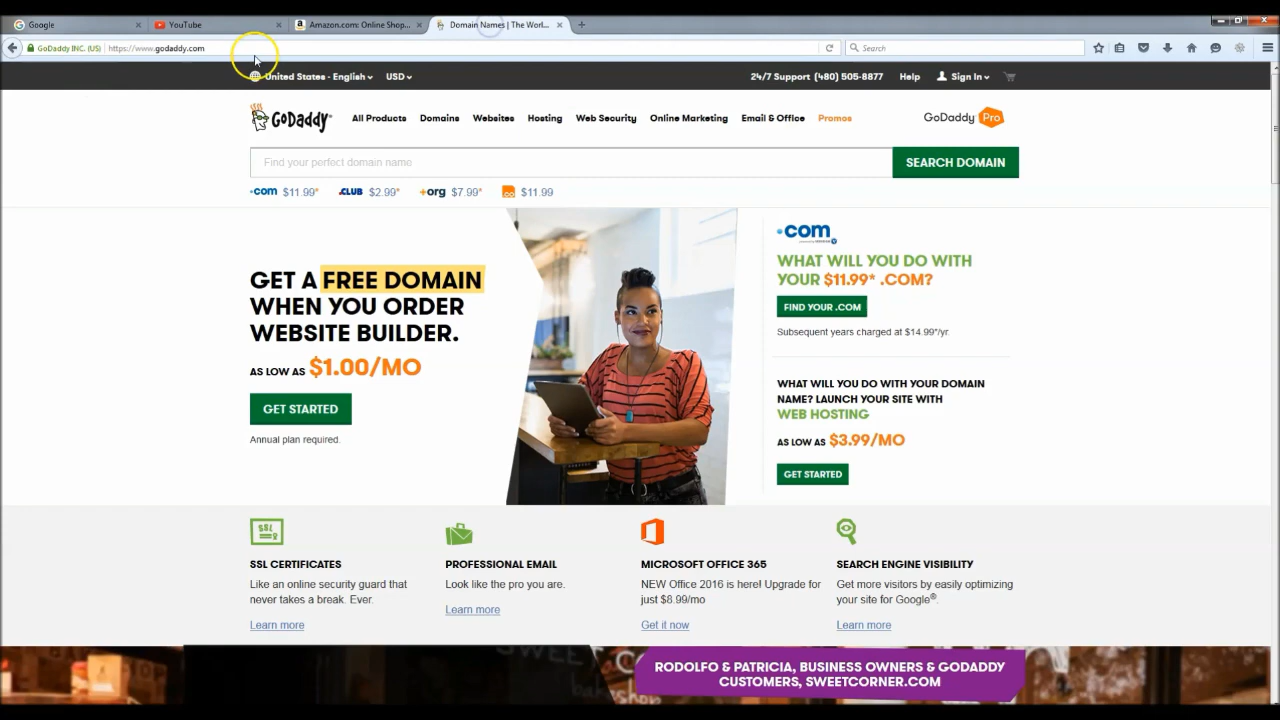 Google
YouTube
Amazon.com: Online Shop...
Domain Names | The Worl...
GoDaddy INC. (US)
https://www.godaddy.com
Search
United States - English
USD
24/7 Support (480) 505-8877
Help
Sign In
GoDaddy
All Products
Domains
Websites
Hosting
Web Security
Online Marketing
Email & Office
Promos
GoDaddy Pro
Find your perfect domain name
SEARCH DOMAIN
.com $11.99*
.CLUB $2.99*
.org $7.99*
co $11.99
GET A FREE DOMAIN
WHEN YOU ORDER
WEBSITE BUILDER.
AS LOW AS $1.00/MO
GET STARTED
Annual plan required.
.com
WHAT WILL YOU DO WITH
YOUR $11.99* .COM?
FIND YOUR .COM
Subsequent years charged at $14.99*/yr
WHAT WILL YOU DO WITH YOUR DOMAIN
NAME? LAUNCH YOUR SITE WITH
WEB HOSTING
AS LOW AS $3.99/MO
GET STARTED
SSL
SSL CERTIFICATES
Like an online security guard that
never takes a break. Ever.
Learn more
PROFESSIONAL EMAIL
Look like the pro you are.
Learn more
MICROSOFT OFFICE 365
NEW Office 2016 is here! Upgrade for
just $8.99/mo
Get it now
SEARCH ENGINE VISIBILITY
Get more visitors by easily optimizing
your site for Google®.
Learn more
RODOLFO & PATRICIA, BUSINESS OWNERS & GODADDY
CUSTOMERS, SWEETCORNER.COM